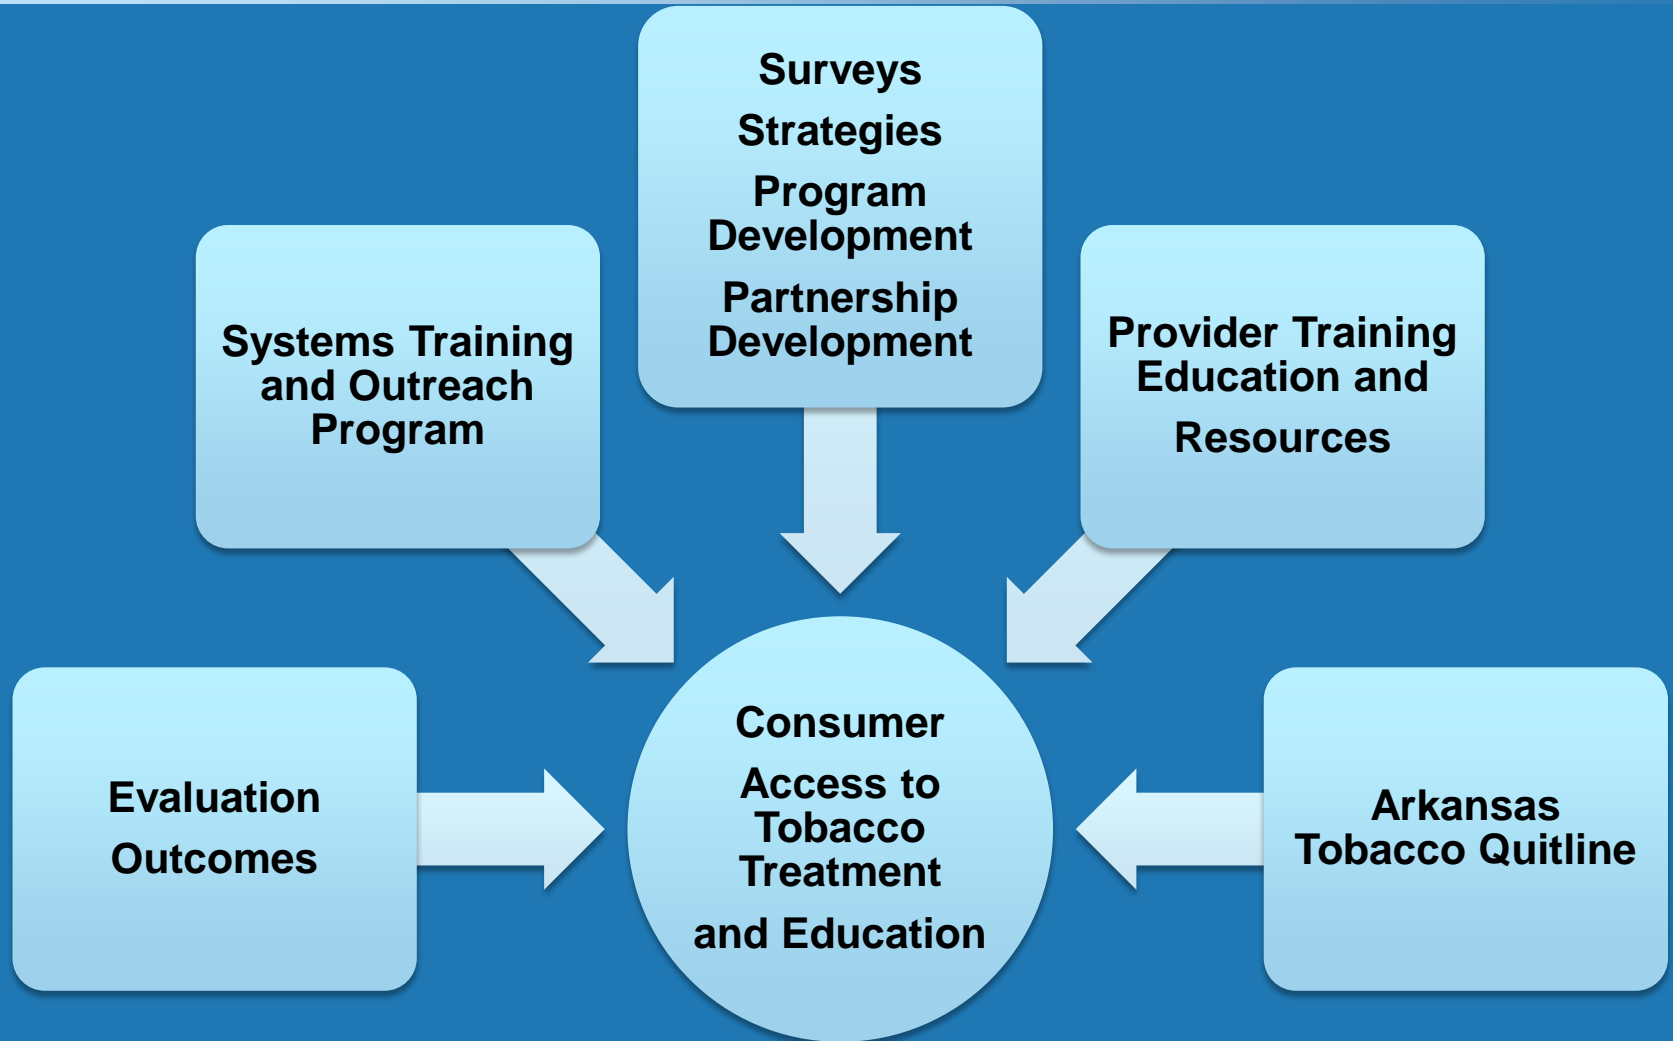 Surveys
Strategies
Program
Development
Partnership
Development
Systems Training
and Outreach
Program
Provider Training
Education and
Resources
Evaluation
Outcomes
Consumer
Access to
Tobacco
Treatment
and Education
Arkansas
Tobacco Quitline